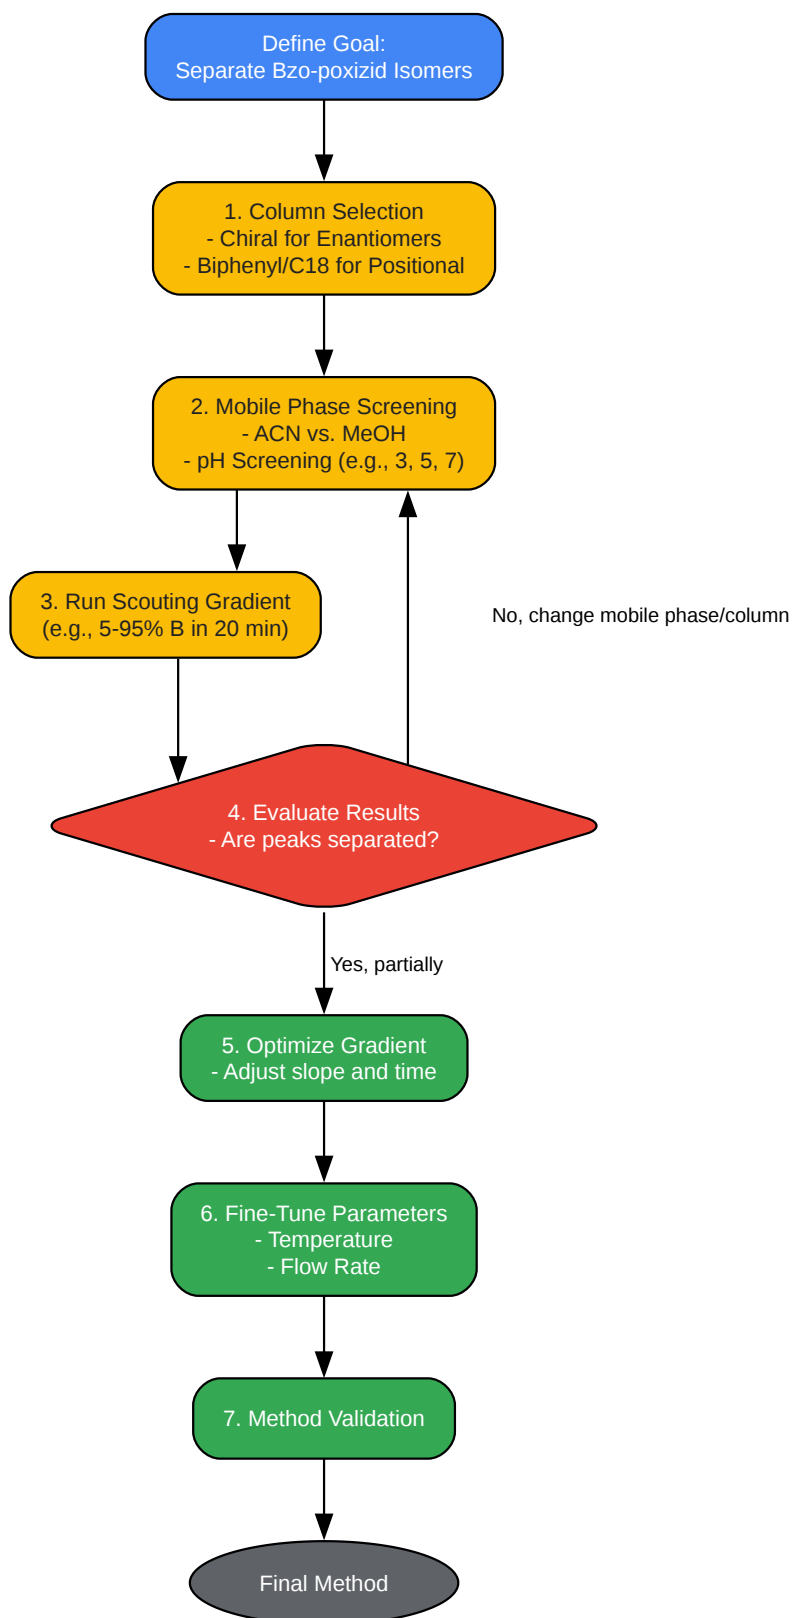 Define Goal:
Separate Bzo-poxizid Isomers
1. Column Selection
- Chiral for Enantiomers
- Biphenyl/C18 for Positional
2. Mobile Phase Screening
- ACN vs. MeOH
- pH Screening (e.g., 3, 5, 7)
3. Run Scouting Gradient
(e.g., 5-95% B in 20 min)
No, change mobile phase/column
4. Evaluate Results
- Are peaks separated?
Yes, partially
5. Optimize Gradient
- Adjust slope and time
6. Fine-Tune Parameters
- Temperature
- Flow Rate
7. Method Validation
Final Method